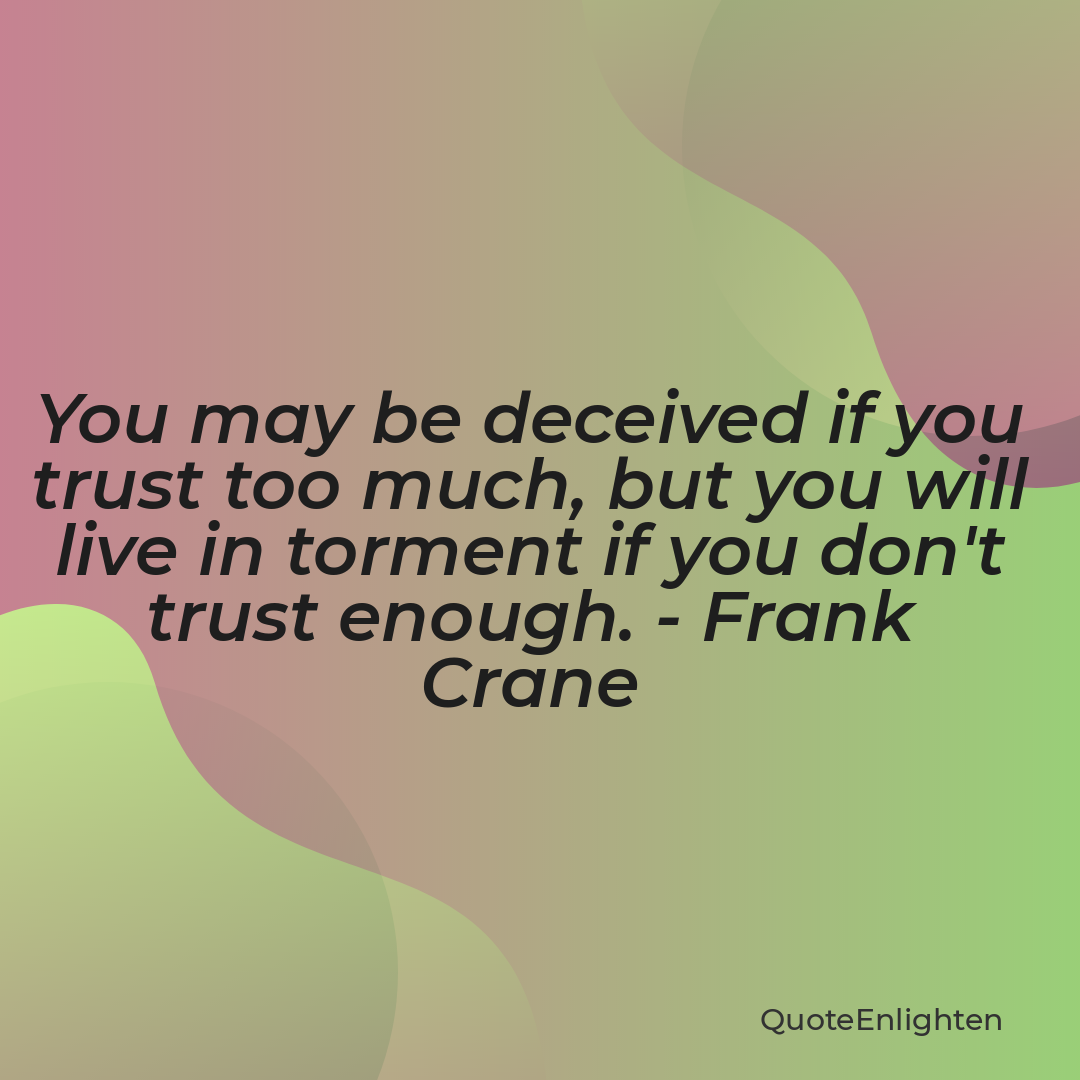 You may be deceived if you
trust too much, but you will
live in torment if you don't
trust enough. - Frank
Crane
QuoteEnlighten